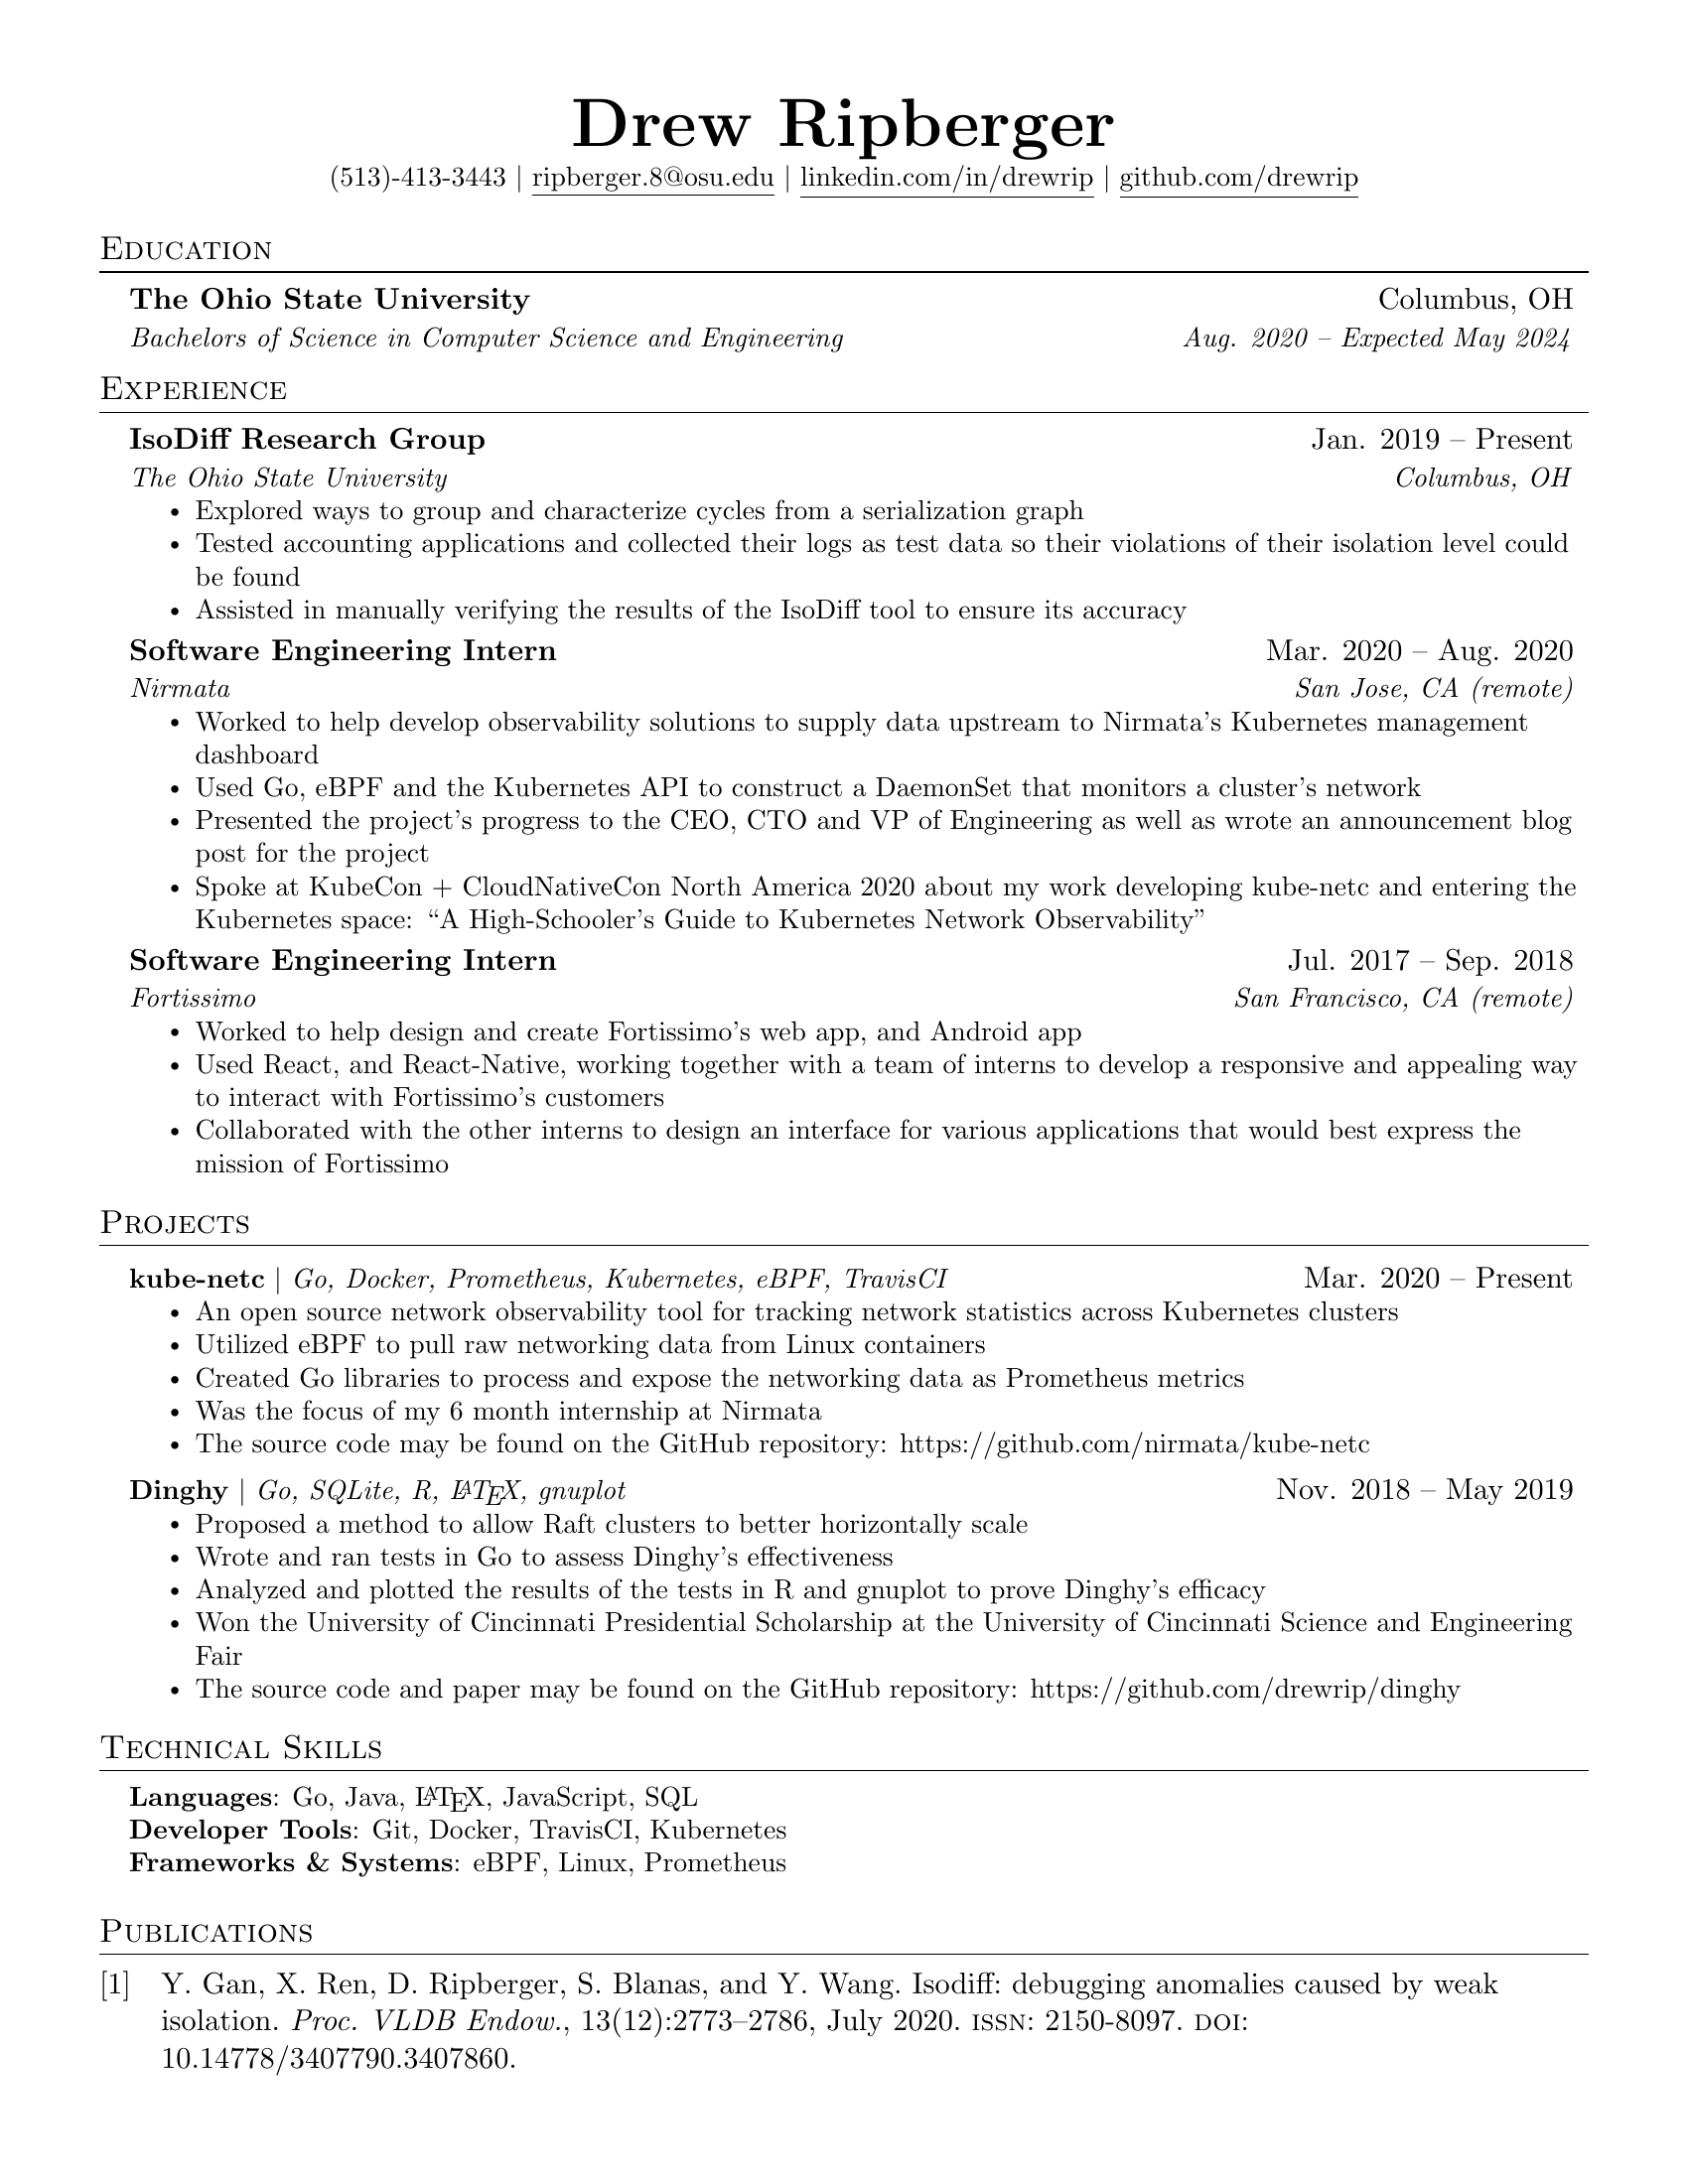 Drew Ripberger
(513)-413-3443 | ripberger.8@osu.edu | linkedin.com/in/drewrip | github.com/drewrip
Education
The Ohio State University Columbus, OH
Bachelors of Science in Computer Science and Engineering Aug. 2020 – Expected May 2024
Experience
IsoDiff Research Group Jan. 2019 – Present
The Ohio State University Columbus, OH
• Explored ways to group and characterize cycles from a serialization graph
• Tested accounting applications and collected their logs as test data so their violations of their isolation level could
be found
• Assisted in manually verifying the results of the IsoDiff tool to ensure its accuracy
Software Engineering Intern Mar. 2020 – Aug. 2020
Nirmata San Jose, CA (remote)
• Worked to help develop observability solutions to supply data upstream to Nirmata's Kubernetes management
dashboard
• Used Go, eBPF and the Kubernetes API to construct a DaemonSet that monitors a cluster's network
• Presented the project's progress to the CEO, CTO and VP of Engineering as well as wrote an announcement blog
post for the project
• Spoke at KubeCon + CloudNativeCon North America 2020 about my work developing kube-netc and entering the
Kubernetes space: “A High-Schooler's Guide to Kubernetes Network Observability”
Software Engineering Intern Jul. 2017 – Sep. 2018
Fortissimo San Francisco, CA (remote)
• Worked to help design and create Fortissimo's web app, and Android app
• Used React, and React-Native, working together with a team of interns to develop a responsive and appealing way
to interact with Fortissimo's customers
• Collaborated with the other interns to design an interface for various applications that would best express the
mission of Fortissimo
Projects
kube-netc | Go, Docker, Prometheus, Kubernetes, eBPF, TravisCI Mar. 2020 – Present
• An open source network observability tool for tracking network statistics across Kubernetes clusters
• Utilized eBPF to pull raw networking data from Linux containers
• Created Go libraries to process and expose the networking data as Prometheus metrics
• Was the focus of my 6 month internship at Nirmata
• The source code may be found on the GitHub repository: https://github.com/nirmata/kube-netc
Dinghy | Go, SQLite, R, LATEX, gnuplot Nov. 2018 – May 2019
• Proposed a method to allow Raft clusters to better horizontally scale
• Wrote and ran tests in Go to assess Dinghy's effectiveness
• Analyzed and plotted the results of the tests in R and gnuplot to prove Dinghy's efficacy
• Won the University of Cincinnati Presidential Scholarship at the University of Cincinnati Science and Engineering
Fair
• The source code and paper may be found on the GitHub repository: https://github.com/drewrip/dinghy
Technical Skills
Languages: Go, Java, LATEX, JavaScript, SQL
Developer Tools: Git, Docker, TravisCI, Kubernetes
Frameworks & Systems: eBPF, Linux, Prometheus
Publications
[1] Y. Gan, X. Ren, D. Ripberger, S. Blanas, and Y. Wang. Isodiff: debugging anomalies caused by weak
isolation. Proc. VLDB Endow., 13(12):2773–2786, July 2020. ISSN: 2150-8097. DOI:
10.14778/3407790.3407860.